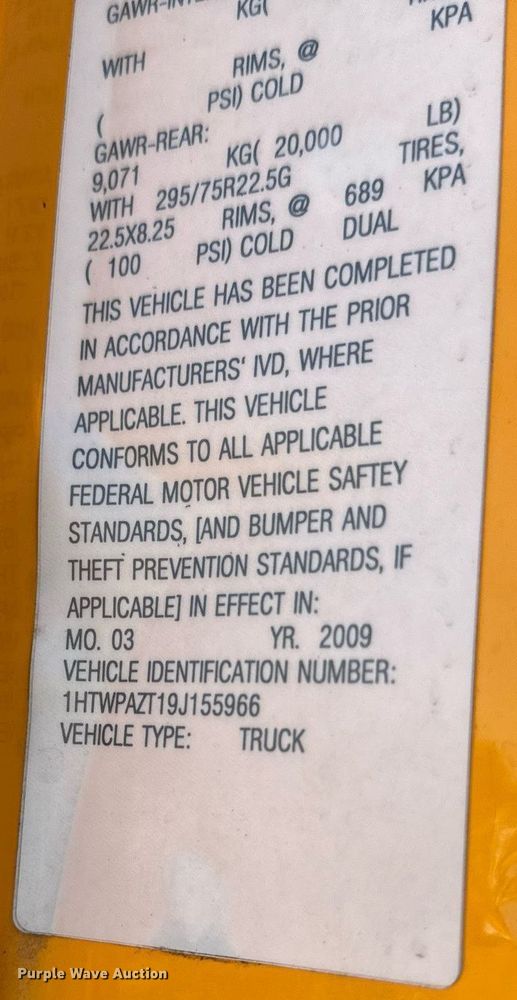 KG(
KPA
WITH RIMS, @
( PSI) COLD
GAWR-REAR:
9,071 KG( 20,000 LB)
WITH 295/75R22.5G TIRES,
22.5X8.25 RIMS, @ 689 KPA
( 100 PSI) COLD DUAL
THIS VEHICLE HAS BEEN COMPLETED
IN ACCORDANCE WITH THE PRIOR
MANUFACTURERS' IVD, WHERE
APPLICABLE. THIS VEHICLE
CONFORMS TO ALL APPLICABLE
FEDERAL MOTOR VEHICLE SAFTEY
STANDARDS, [AND BUMPER AND
THEFT PREVENTION STANDARDS, IF
APPLICABLE] IN EFFECT IN:
MO. 03 YR. 2009
VEHICLE IDENTIFICATION NUMBER:
1HTWPAZT19J155966
VEHICLE TYPE: TRUCK
Purple Wave Auction